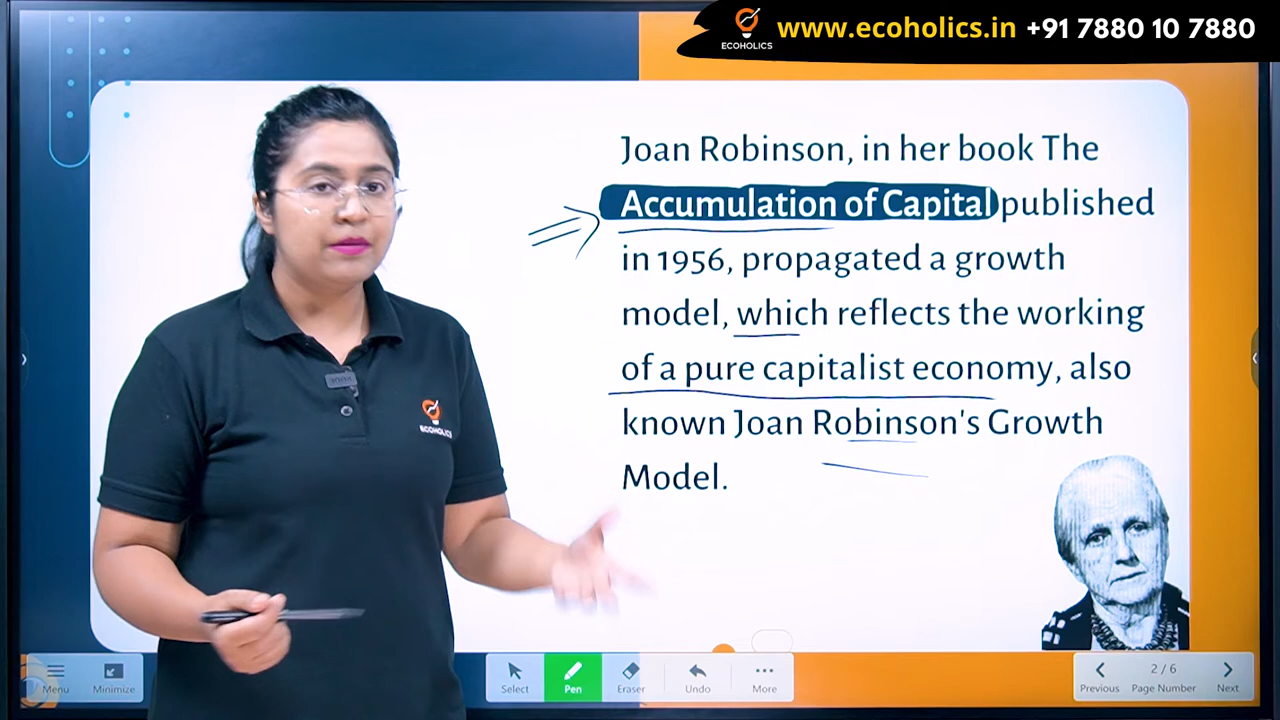 www.ecoholics.in +91 7880 10 7880
ECOHOLICS
Joan Robinson, in her book The
Accumulation of Capital published
in 1956, propagated a growth
model, which reflects the working
of a pure capitalist economy, also
known Joan Robinson's Growth
Model.
ECOHOLICS
Menu Minimize Select Pen Eraser Undo More Previous 2 / 6 Page Number Next